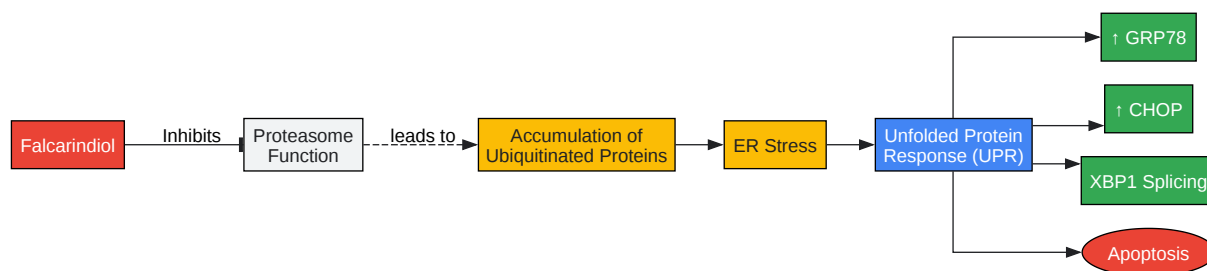 Falcarindiol
Inhibits
Proteasome
Function
leads to
Accumulation of
Ubiquitinated Proteins
ER Stress
Unfolded Protein
Response (UPR)
↑ GRP78
↑ CHOP
XBP1 Splicing
Apoptosis